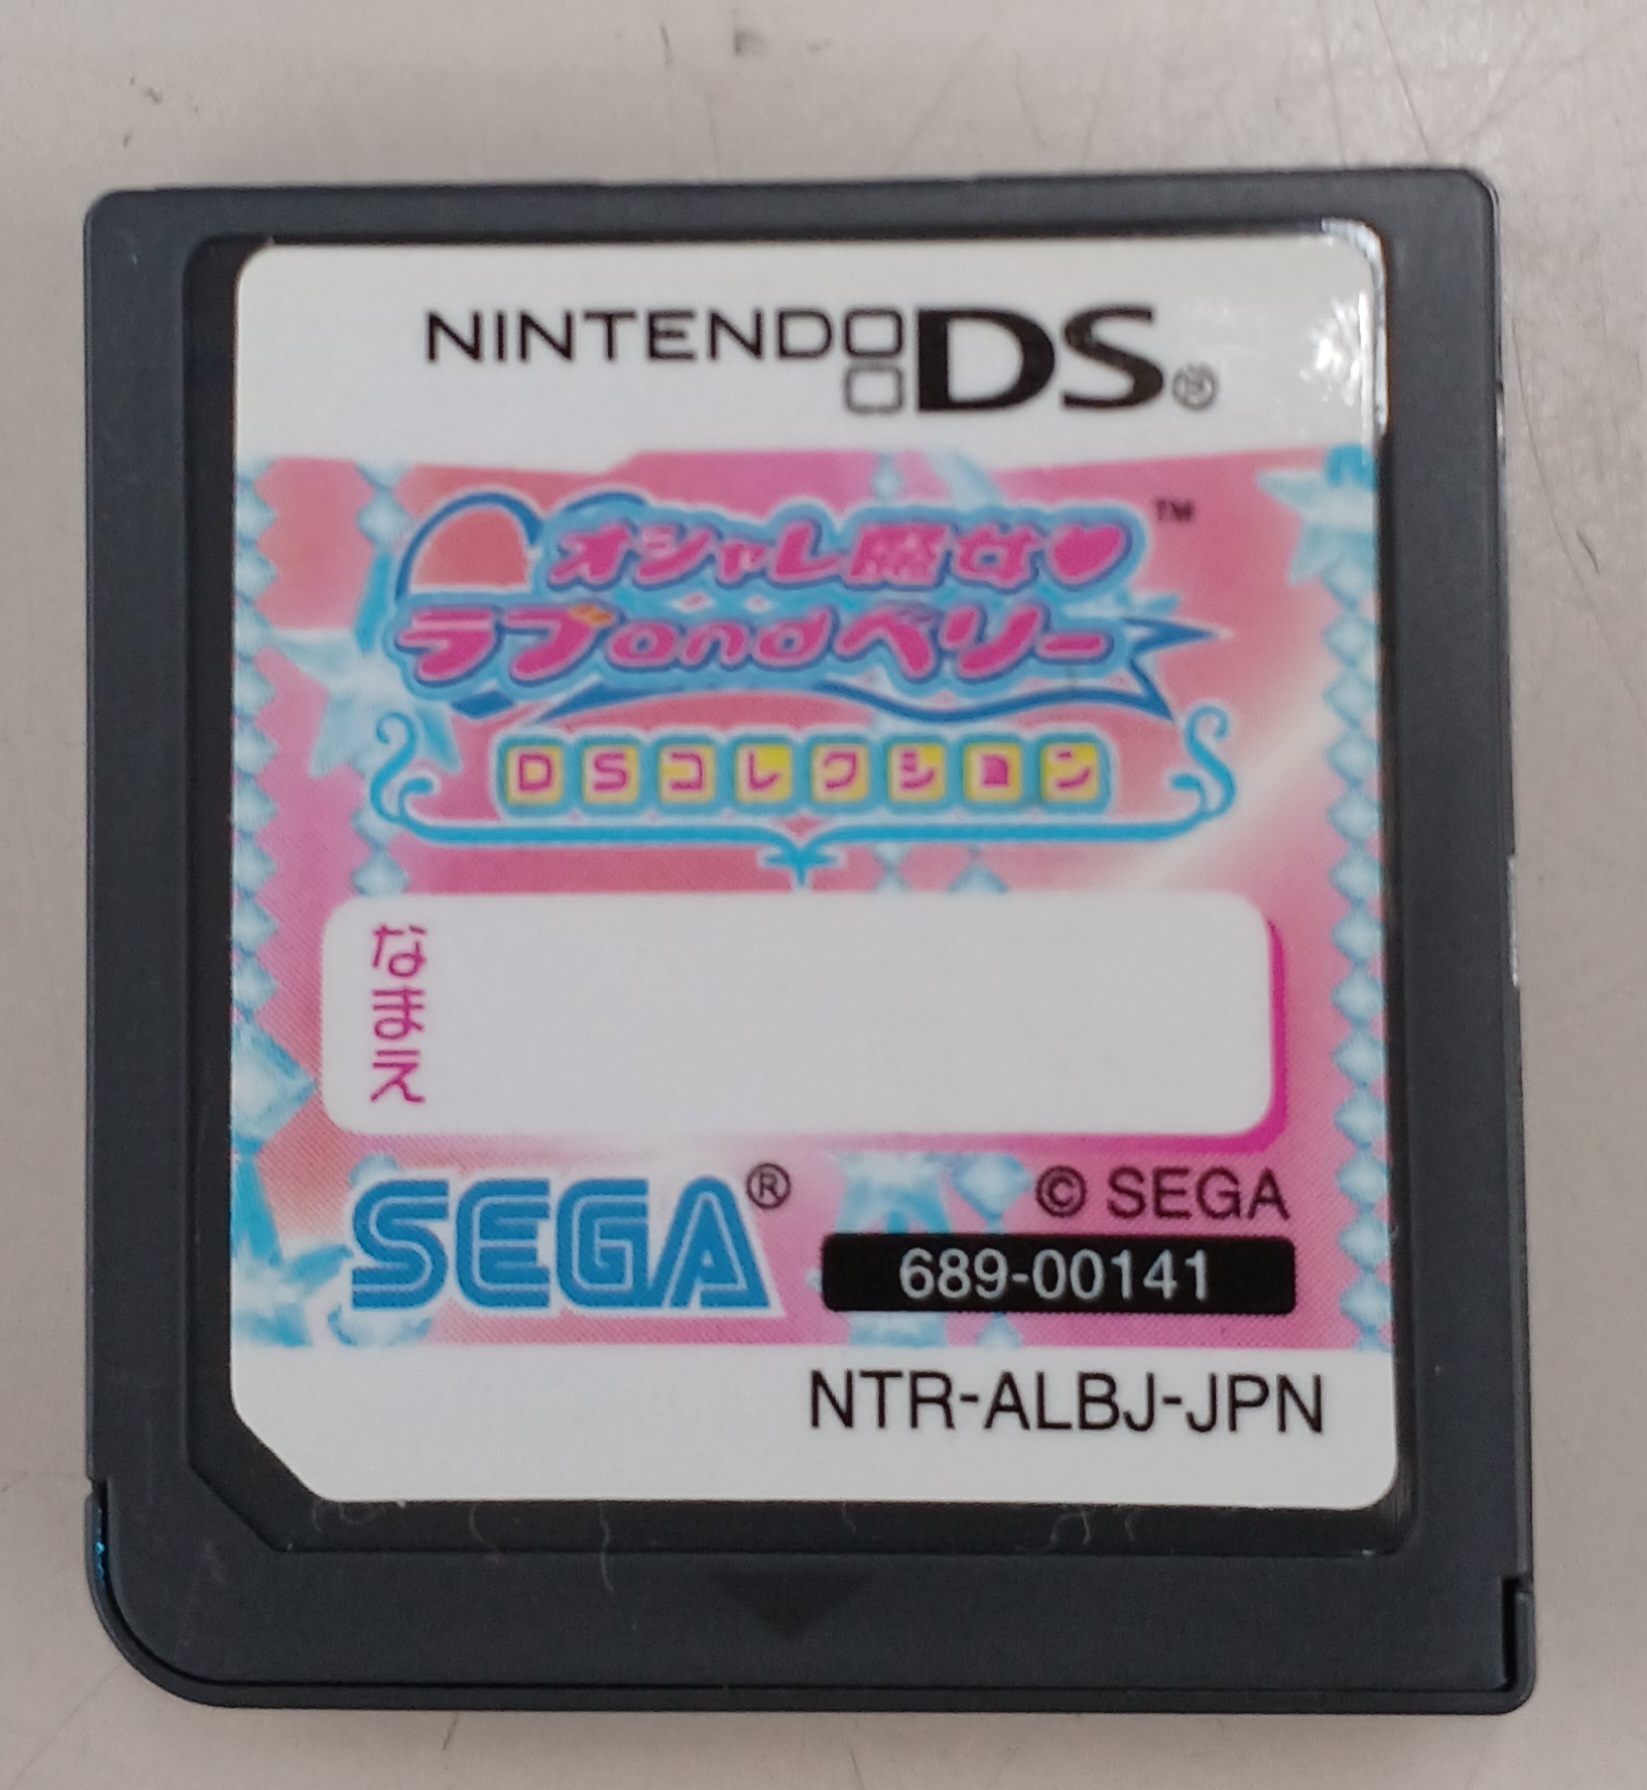 NINTENDO DS®
オシャレ魔女♥™
ラブandベリー
DSコレクション
なまえ
SEGA®
© SEGA
689-00141
NTR-ALBJ-JPN